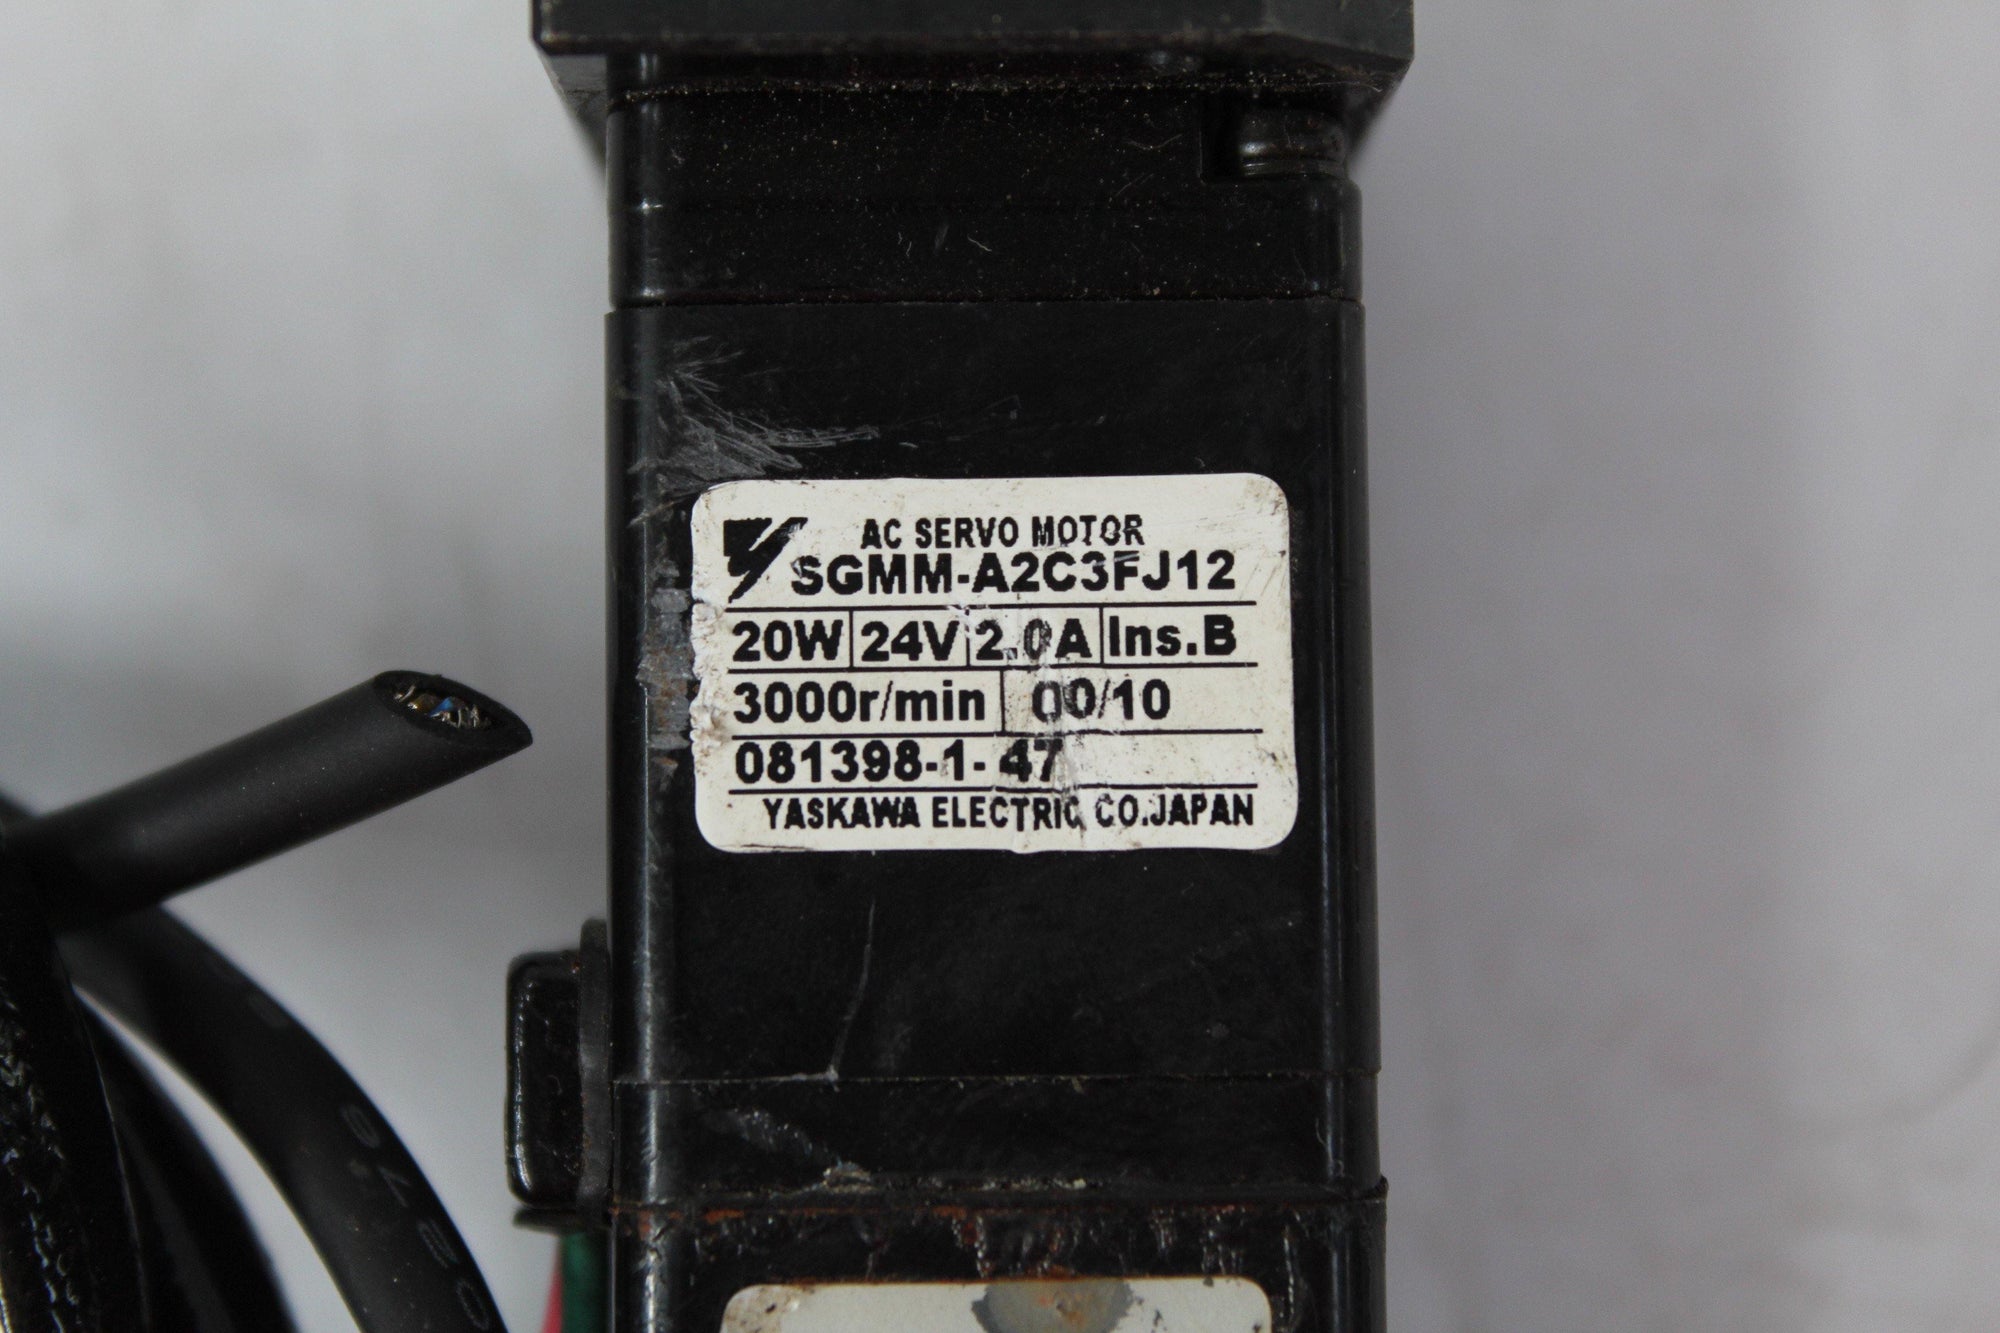 AC SERVO MOTOR
SGMM-A2C3FJ12
20W 24V 2.0A Ins.B
3000r/min 00/10
081398-1-47
YASKAWA ELECTRIC CO.JAPAN